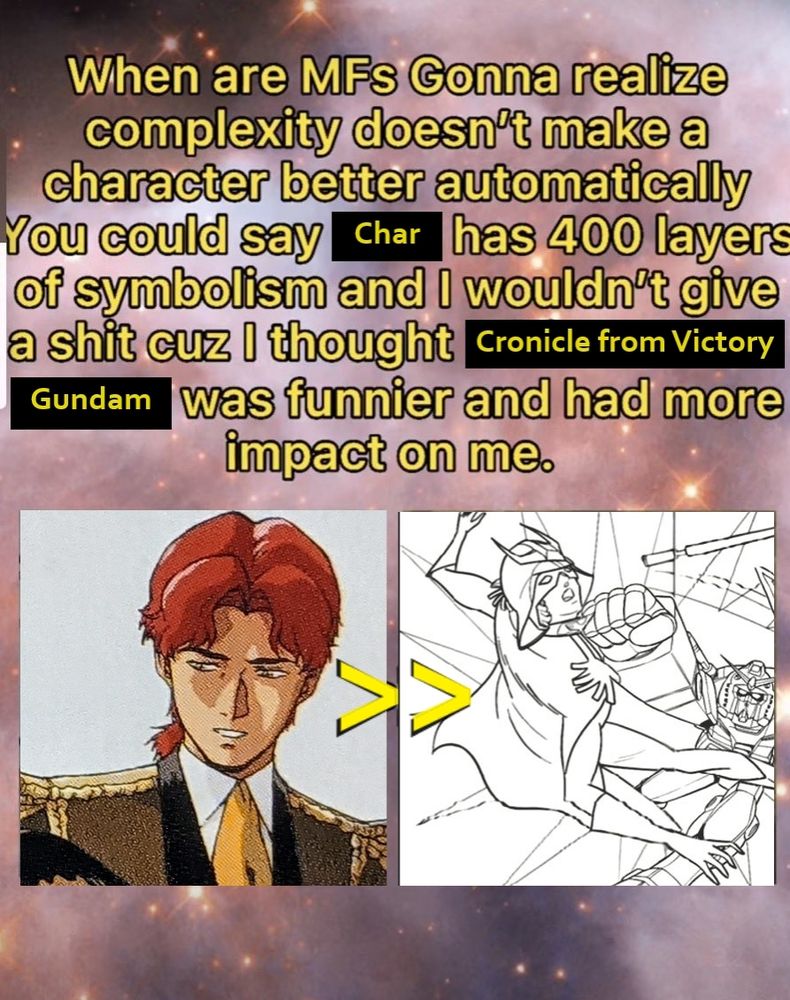 When are MFs Gonna realize
complexity doesn't make a
character better automatically
You could say Char has 400 layers
of symbolism and I wouldn't give
a shit cuz I thought Cronicle from Victory
Gundam was funnier and had more
impact on me.
>>